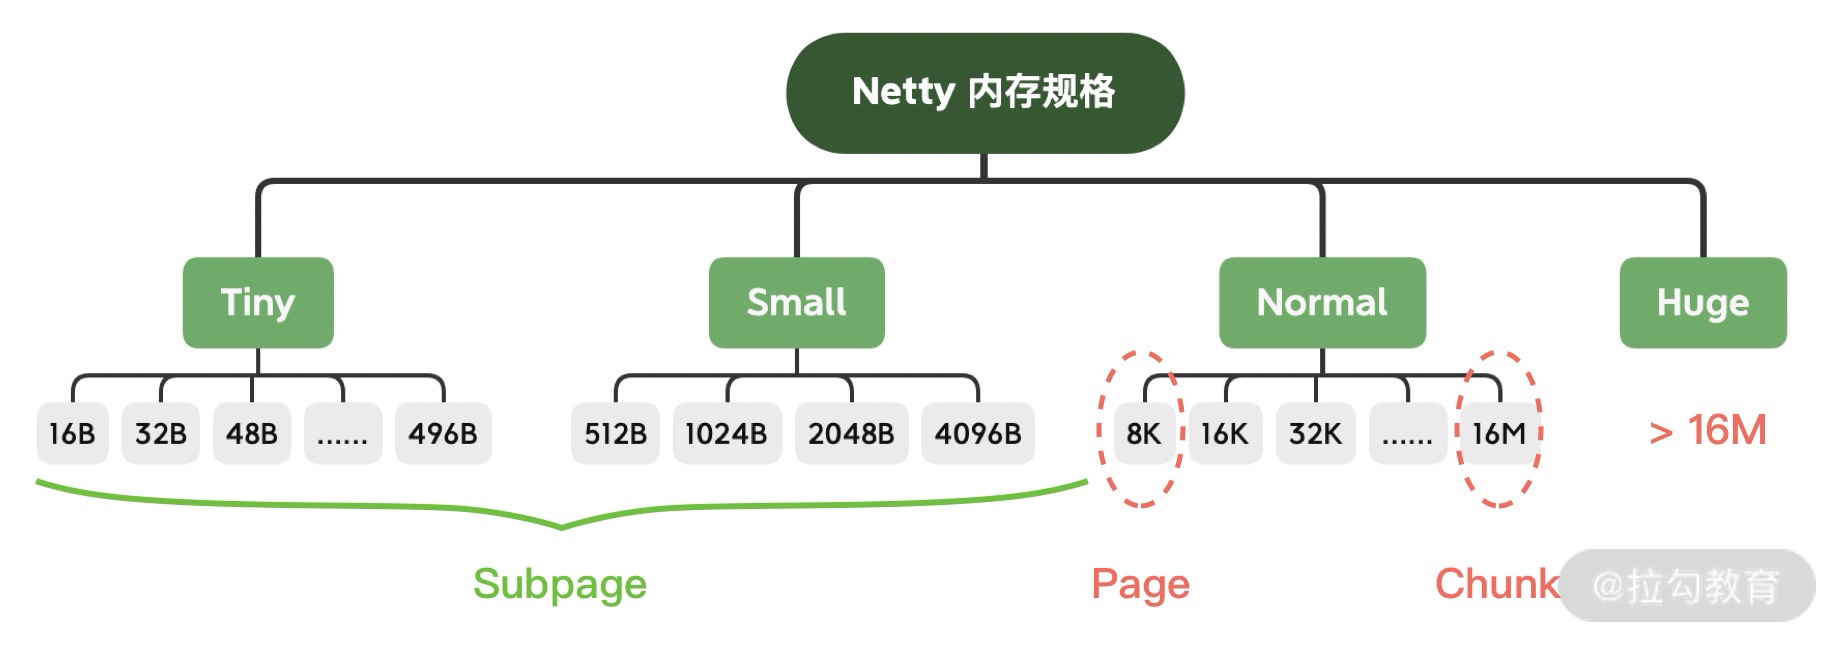 Netty 内存规格
Tiny
Small
Normal
Huge
16B
32B
48B
......
496B
512B
1024B
2048B
4096B
8K
16K
32K
......
16M
> 16M
Subpage
Page
Chunk
@拉勾教育